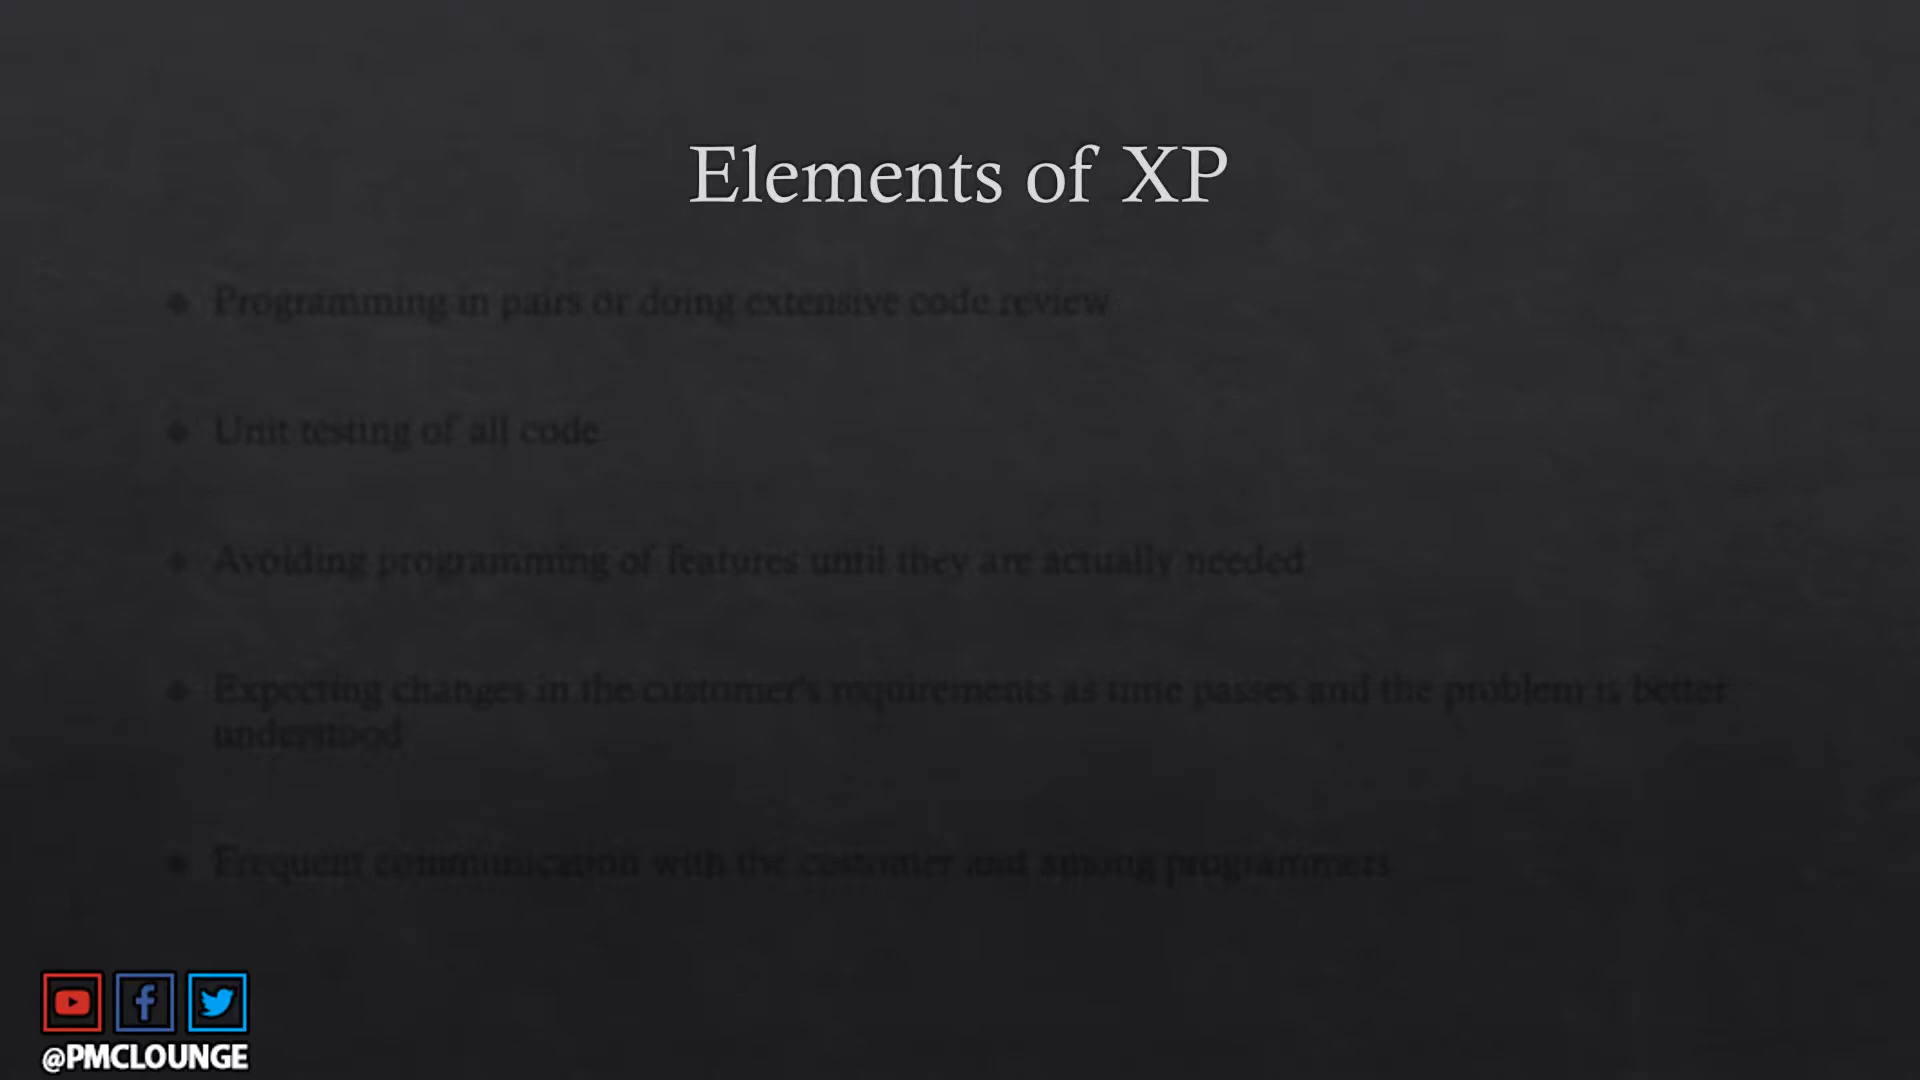 Elements of XP
Programming in pairs or doing extensive code review
Unit testing of all code
Avoiding programming of features until they are actually needed
Expecting changes in the customer's requirements as time passes and the problem is better
understood
Frequent communication with the customer and among programmers
@PMCLOUNGE